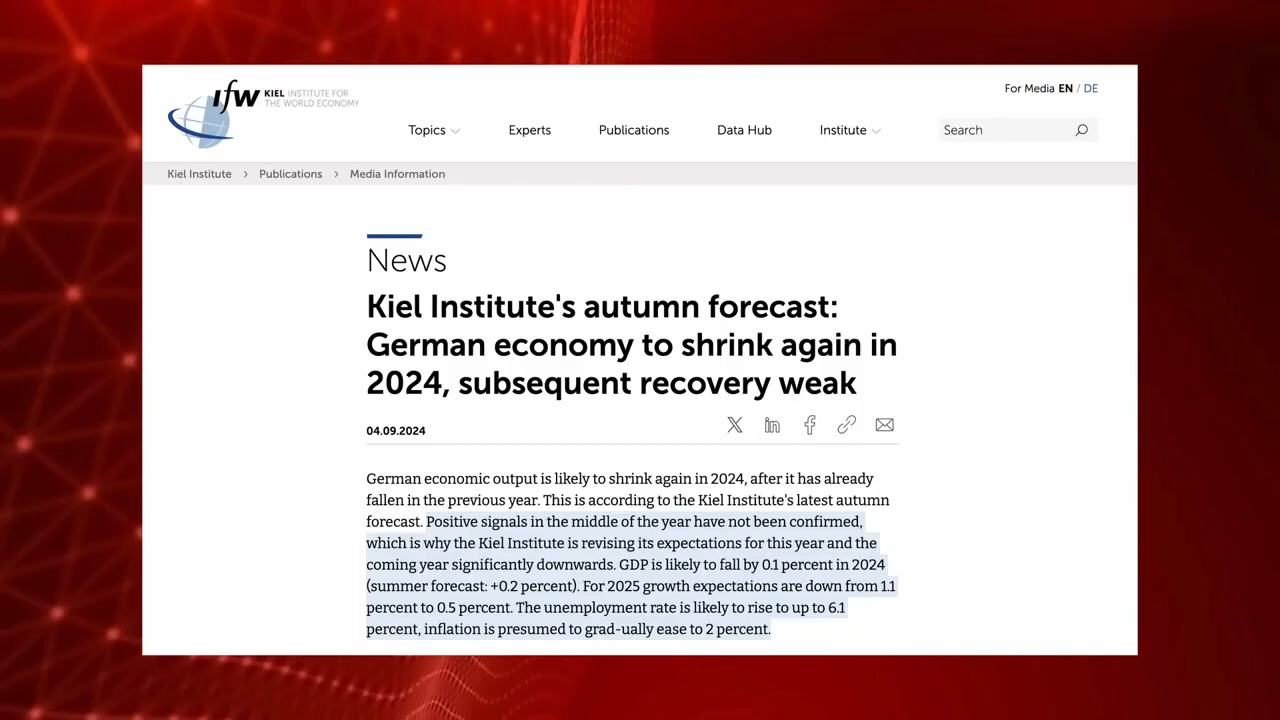 ifw KIEL INSTITUTE FOR
THE WORLD ECONOMY
For Media EN / DE
Topics Experts Publications Data Hub Institute Search
Kiel Institute > Publications > Media Information
News
Kiel Institute's autumn forecast:
German economy to shrink again in
2024, subsequent recovery weak
04.09.2024
German economic output is likely to shrink again in 2024, after it has already
fallen in the previous year. This is according to the Kiel Institute's latest autumn
forecast. Positive signals in the middle of the year have not been confirmed,
which is why the Kiel Institute is revising its expectations for this year and the
coming year significantly downwards. GDP is likely to fall by 0.1 percent in 2024
(summer forecast: +0.2 percent). For 2025 growth expectations are down from 1.1
percent to 0.5 percent. The unemployment rate is likely to rise to up to 6.1
percent, inflation is presumed to grad-ually ease to 2 percent.